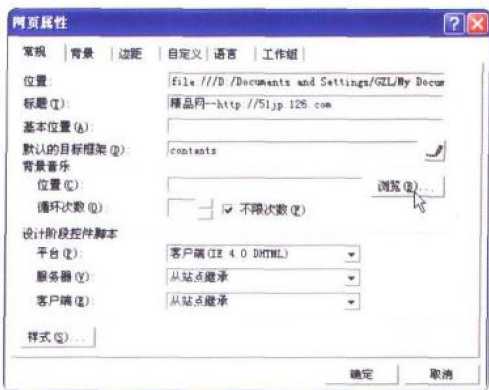 网页属性
常规 背景 边距 自定义 语言 工作组
位置:
file:///D:/Documents and Settings/GZL/My Docum
标题(T):
精品网--http://51jp.126.com
基本位置(A):
默认的目标框架(D):
contents
背景音乐
位置(C):
浏览(B)...
循环次数(O):
不限次数(F)
设计阶段控件脚本
平台(P):
客户端(IE 4.0 DHTML)
服务器(V):
从站点继承
客户端(E):
从站点继承
样式(S)...
确定 取消